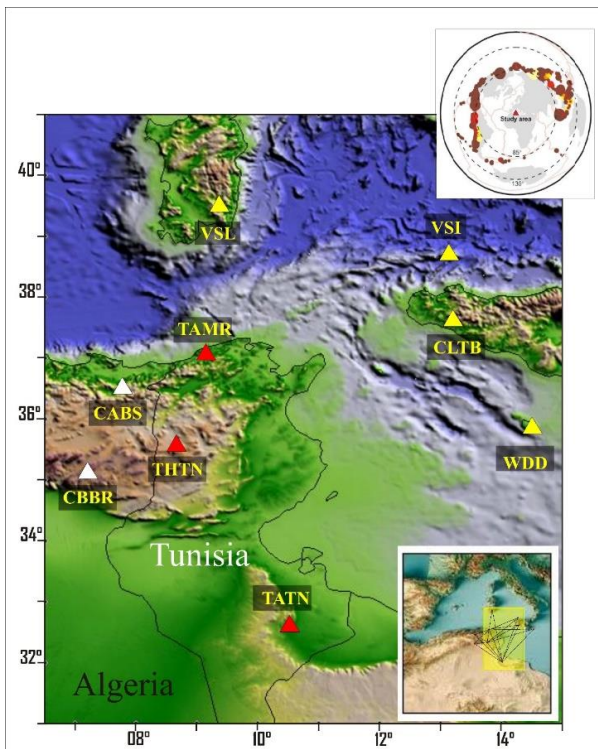 Study area
85°
135°
40°
VSL
VSI
38°
TAMR
CLTB
36°
CABS
THTN
WDD
CBBR
34°
Tunisia
TATN
32°
Algeria
08°
10°
12°
14°